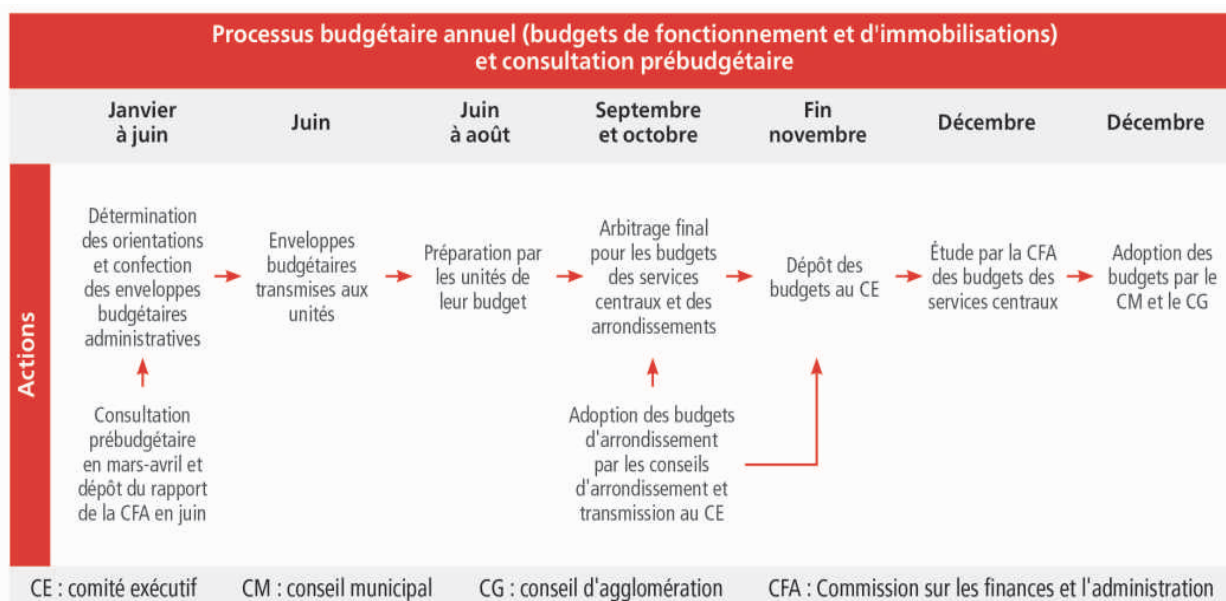 Processus budgétaire annuel (budgets de fonctionnement et d'immobilisations)
et consultation prébudgétaire
Janvier
à juin
Juin
Juin
à août
Septembre
et octobre
Fin
novembre
Décembre
Décembre
Actions
Détermination
des orientations
et confection
des enveloppes
budgétaires
administratives
Enveloppes
budgétaires
transmises aux
unités
Préparation par
les unités de
leur budget
Arbitrage final
pour les budgets
des services
centraux et des
arrondissements
Dépôt des
budgets au CE
Étude par la CFA
des budgets des
services centraux
Adoption des
budgets par le
CM et le CG
Consultation
prébudgétaire
en mars-avril et
dépôt du rapport
de la CFA en juin
Adoption des budgets
d'arrondissement
par les conseils
d'arrondissement et
transmission au CE
CE : comité exécutif CM : conseil municipal CG : conseil d'agglomération CFA : Commission sur les finances et l'administration